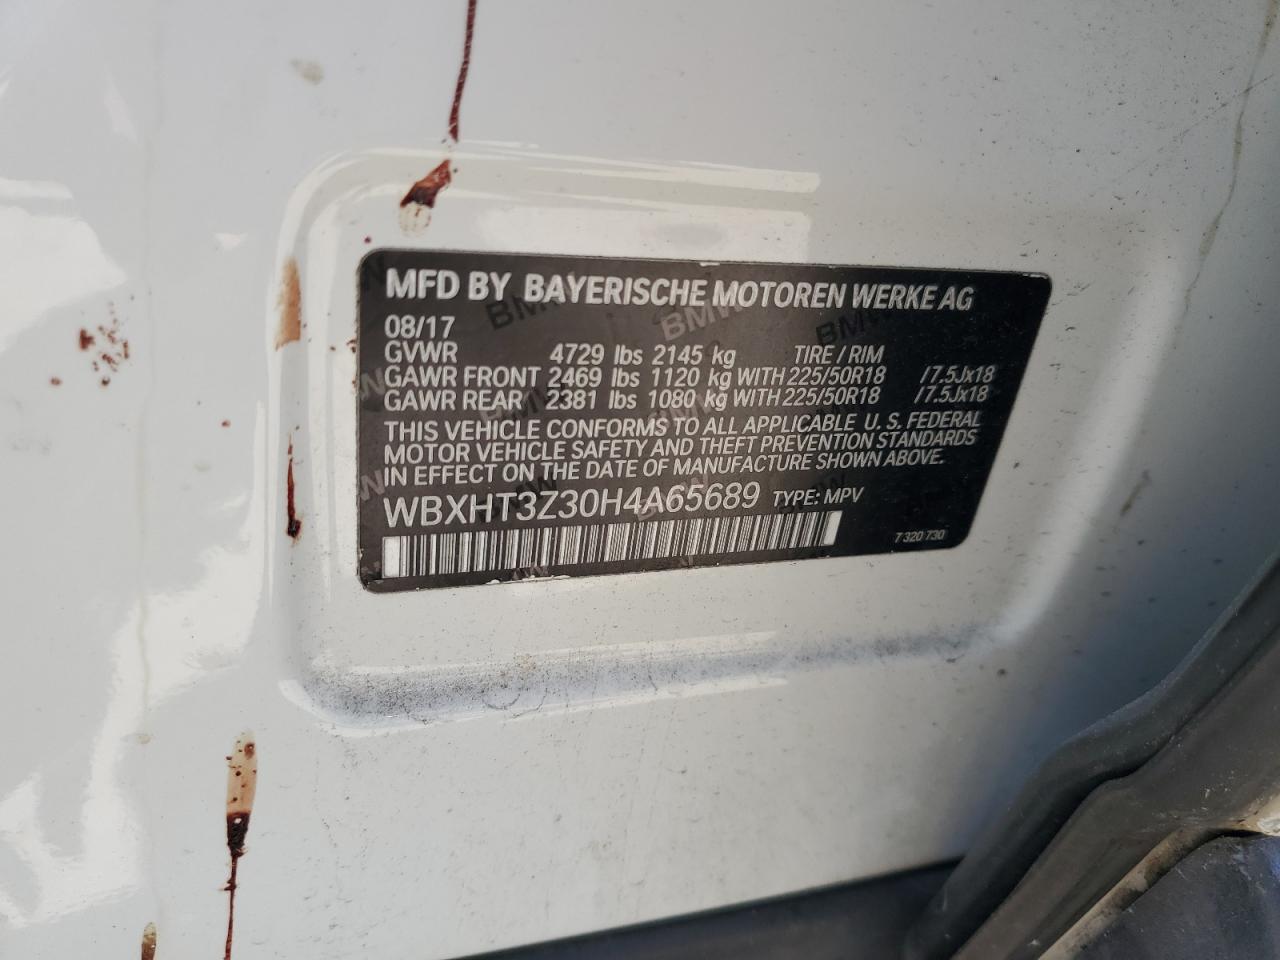 MFD BY BAYERISCHE MOTOREN WERKE AG
08/17
GVWR 4729 lbs 2145 kg TIRE / RIM
GAWR FRONT 2469 lbs 1120 kg WITH 225/50R18 /7.5Jx18
GAWR REAR 2381 lbs 1080 kg WITH 225/50R18 /7.5Jx18
THIS VEHICLE CONFORMS TO ALL APPLICABLE U. S. FEDERAL
MOTOR VEHICLE SAFETY AND THEFT PREVENTION STANDARDS
IN EFFECT ON THE DATE OF MANUFACTURE SHOWN ABOVE.
WBXHT3Z30H4A65689 TYPE: MPV
7 320 730